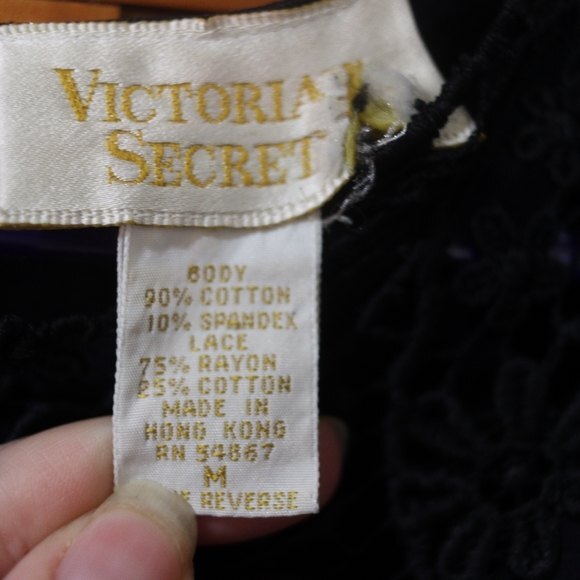 VICTORIA'S
SECRET
BODY
90% COTTON
10% SPANDEX
LACE
75% RAYON
25% COTTON
MADE IN
HONG KONG
RN 54867
M
REVERSE